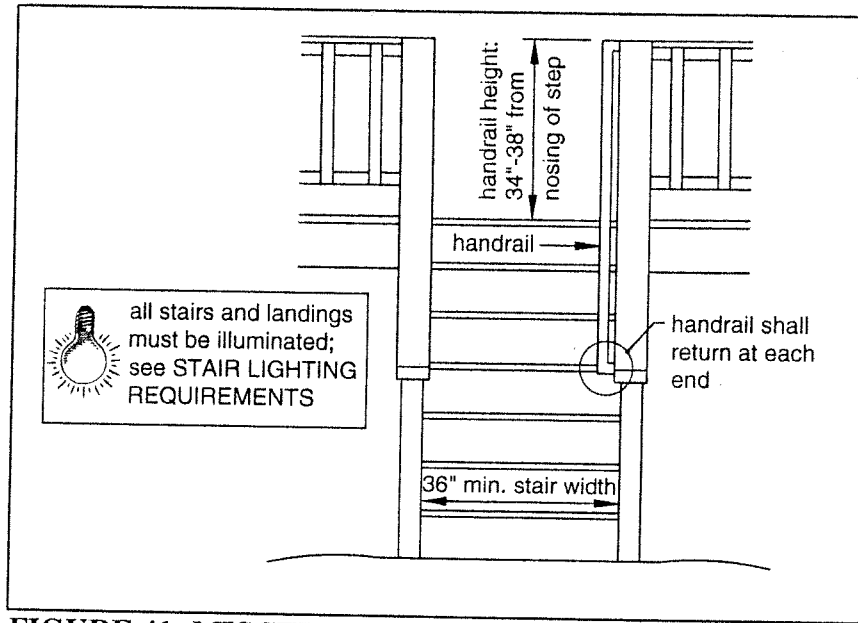 handrail height:
34"-38" from
nosing of step
handrail
all stairs and landings
must be illuminated;
see STAIR LIGHTING
REQUIREMENTS
handrail shall
return at each
end
36" min. stair width